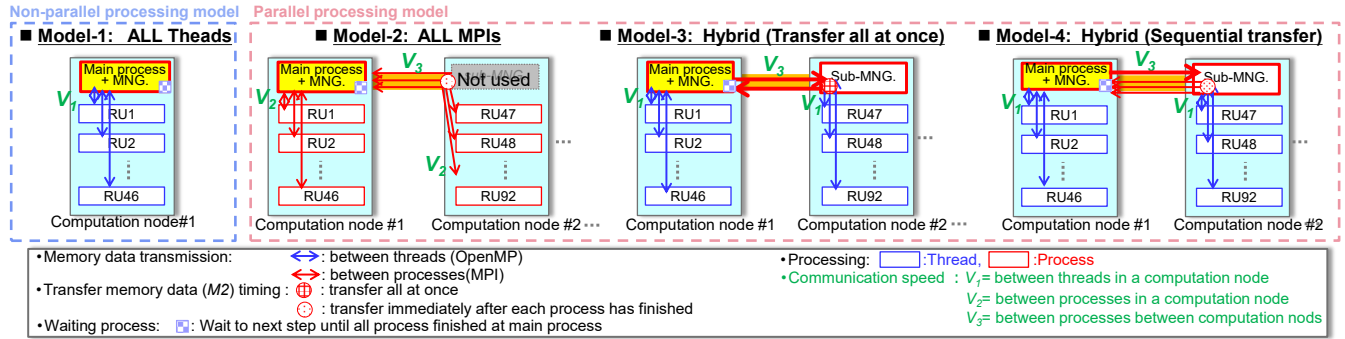 Non-parallel processing model
Parallel processing model
■ Model-1: ALL Theads
■ Model-2: ALL MPIs
■ Model-3: Hybrid (Transfer all at once)
■ Model-4: Hybrid (Sequential transfer)
Main process
+ MNG.
V1
RU1
RU2
RU46
Computation node#1
Main process
+ MNG.
V2
RU1
RU2
RU46
Computation node #1
V3
Not used
RU47
RU48
V2
RU92
Computation node #2
...
...
Main process
+ MNG.
V1
RU1
RU2
RU46
Computation node #1
V3
Sub-MNG.
V1
RU47
RU48
RU92
Computation node #2
...
...
Main process
+ MNG.
V1
RU1
RU2
RU46
Computation node #1
V3
Sub-MNG.
V1
RU47
RU48
RU92
Computation node #2
...
•Memory data transmission: : between threads (OpenMP)
: between processes(MPI)
•Transfer memory data (M2) timing : : transfer all at once
: transfer immediately after each process has finished
•Waiting process: : Wait to next step until all process finished at main process
•Processing: :Thread, :Process
•Communication speed : V1= between threads in a computation node
V2= between processes in a computation node
V3= between processes between computation nods